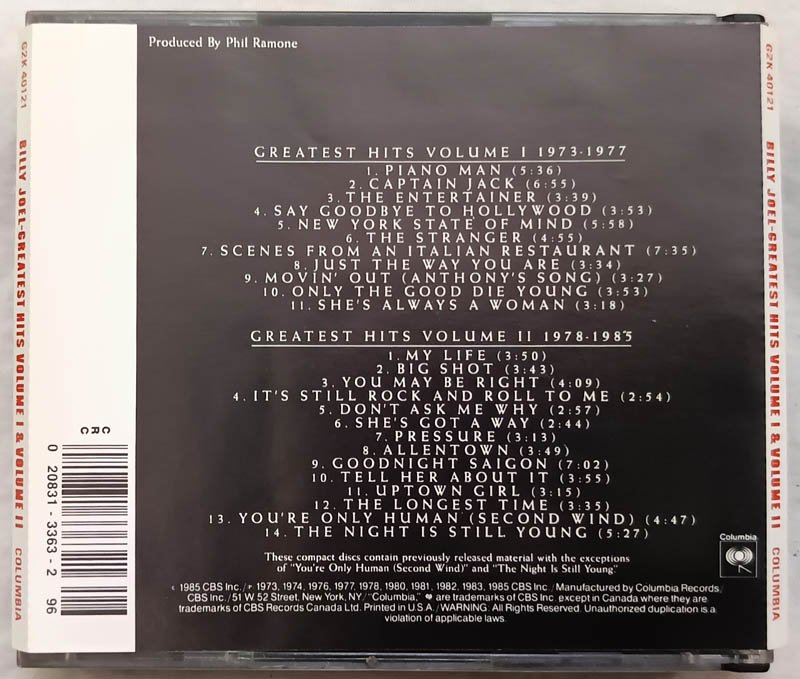 Produced By Phil Ramone
GREATEST HITS VOLUME I 1973-1977
1. PIANO MAN (5:36)
2. CAPTAIN JACK (6:55)
3. THE ENTERTAINER (3:39)
4. SAY GOODBYE TO HOLLYWOOD (3:53)
5. NEW YORK STATE OF MIND (5:58)
6. THE STRANGER (4:55)
7. SCENES FROM AN ITALIAN RESTAURANT (7:35)
8. JUST THE WAY YOU ARE (3:34)
9. MOVIN' OUT (ANTHONY'S SONG) (3:27)
10. ONLY THE GOOD DIE YOUNG (3:53)
11. SHE'S ALWAYS A WOMAN (3:18)
GREATEST HITS VOLUME II 1978-1985
1. MY LIFE (3:50)
2. BIG SHOT (3:43)
3. YOU MAY BE RIGHT (4:09)
4. IT'S STILL ROCK AND ROLL TO ME (2:54)
5. DON'T ASK ME WHY (2:57)
6. SHE'S GOT A WAY (2:44)
7. PRESSURE (3:13)
8. ALLENTOWN (3:49)
9. GOODNIGHT SAIGON (7:02)
10. TELL HER ABOUT IT (3:55)
11. UPTOWN GIRL (3:15)
12. THE LONGEST TIME (3:35)
13. YOU'RE ONLY HUMAN (SECOND WIND) (4:47)
14. THE NIGHT IS STILL YOUNG (5:27)
These compact discs contain previously released material with the exceptions
of "You're Only Human (Second Wind)" and "The Night Is Still Young"
© 1985 CBS Inc./℗ 1973, 1974, 1976, 1977, 1978, 1980, 1981, 1982, 1983, 1985 CBS Inc./Manufactured by Columbia Records/
CBS Inc./51 W. 52 Street, New York, NY/"Columbia," are trademarks of CBS Inc. except in Canada where they are
trademarks of CBS Records Canada Ltd. Printed in U.S.A./WARNING: All Rights Reserved. Unauthorized duplication is a
violation of applicable laws.
Columbia
G2K 40121 BILLY JOEL-GREATEST HITS VOLUME I & VOLUME II COLUMBIA
G2K 40121 BILLY JOEL-GREATEST HITS VOLUME I & VOLUME II COLUMBIA
CRC
0 20831-3363-2 96